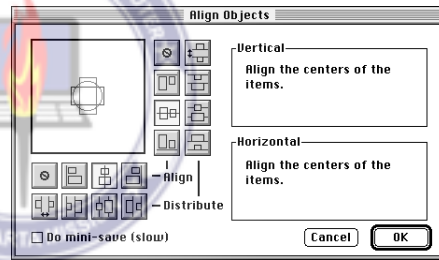 Align Objects
Vertical
Align the centers of the
items.
Horizontal
Align the centers of the
items.
Align
Distribute
Do mini-save (slow)
Cancel
OK